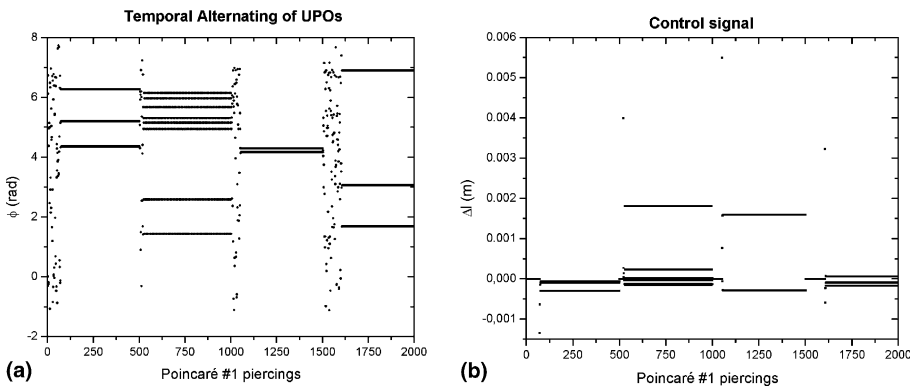 Temporal Alternating of UPOs
8
6
4
2
0
-2
ϕ (rad)
0 250 500 750 1000 1250 1500 1750 2000
Poincaré #1 piercings
(a)
Control signal
0.006
0.005
0.004
0.003
0.002
0.001
0,000
-0,001
Δl (m)
0 250 500 750 1000 1250 1500 1750 2000
Poincaré #1 piercings
(b)